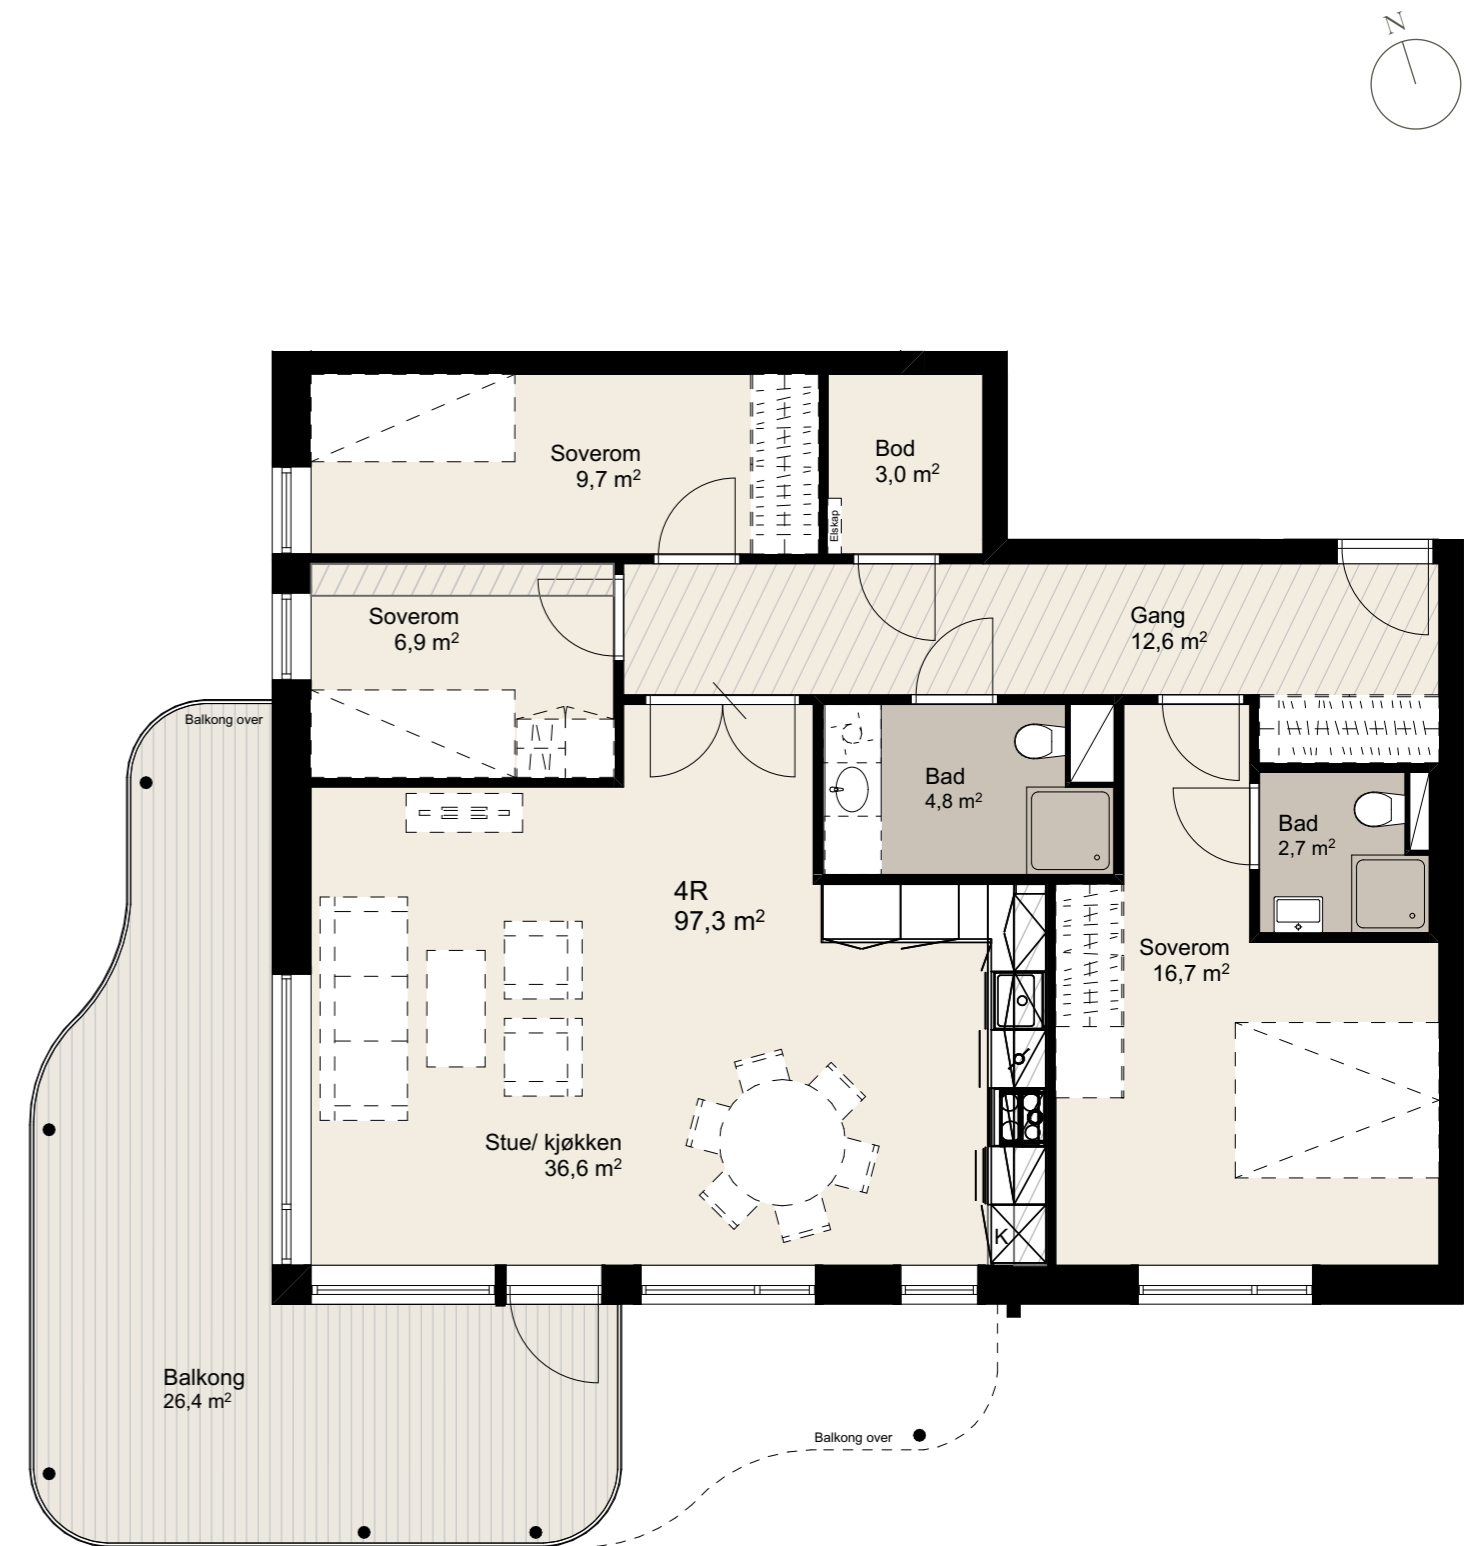 N
Soverom
9,7 m²
Bod
3,0 m²
Elskap
Soverom
6,9 m²
Gang
12,6 m²
Balkong over
Bad
4,8 m²
Bad
2,7 m²
4R
97,3 m²
Soverom
16,7 m²
Stue/ kjøkken
36,6 m²
K
Balkong
26,4 m²
Balkong over